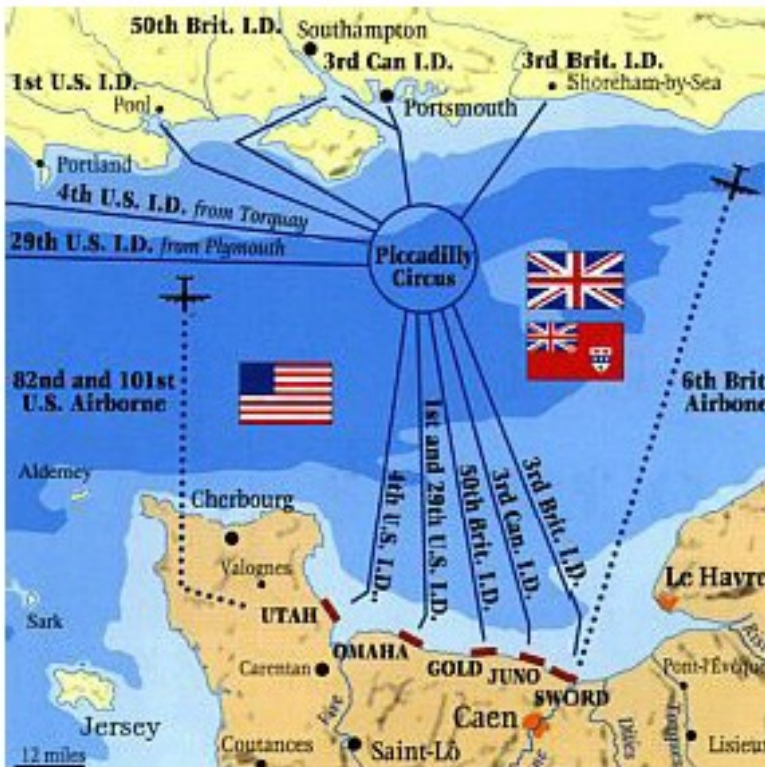 50th Brit. I.D.
Southampton
3rd Can I.D.
3rd Brit. I.D.
1st U.S. I.D.
Pool
Portsmouth
Shoreham-by-Sea
Portland
4th U.S. I.D. from Torquay
29th U.S. I.D. from Plymouth
Piccadilly
Circus
82nd and 101st
U.S. Airborne
6th Brit
Airbone
4th U.S. I.D.
1st and 29th U.S. I.D.
50th Brit. I.D.
3rd Can. I.D.
3rd Brit. I.D.
Alderney
Cherbourg
Valognes
Le Havre
Sark
UTAH
OMAHA
GOLD
JUNO
SWORD
Carentan
Pont-l'Évêque
Jersey
Caen
Coutances
Saint-Lô
Lisieu
12 miles